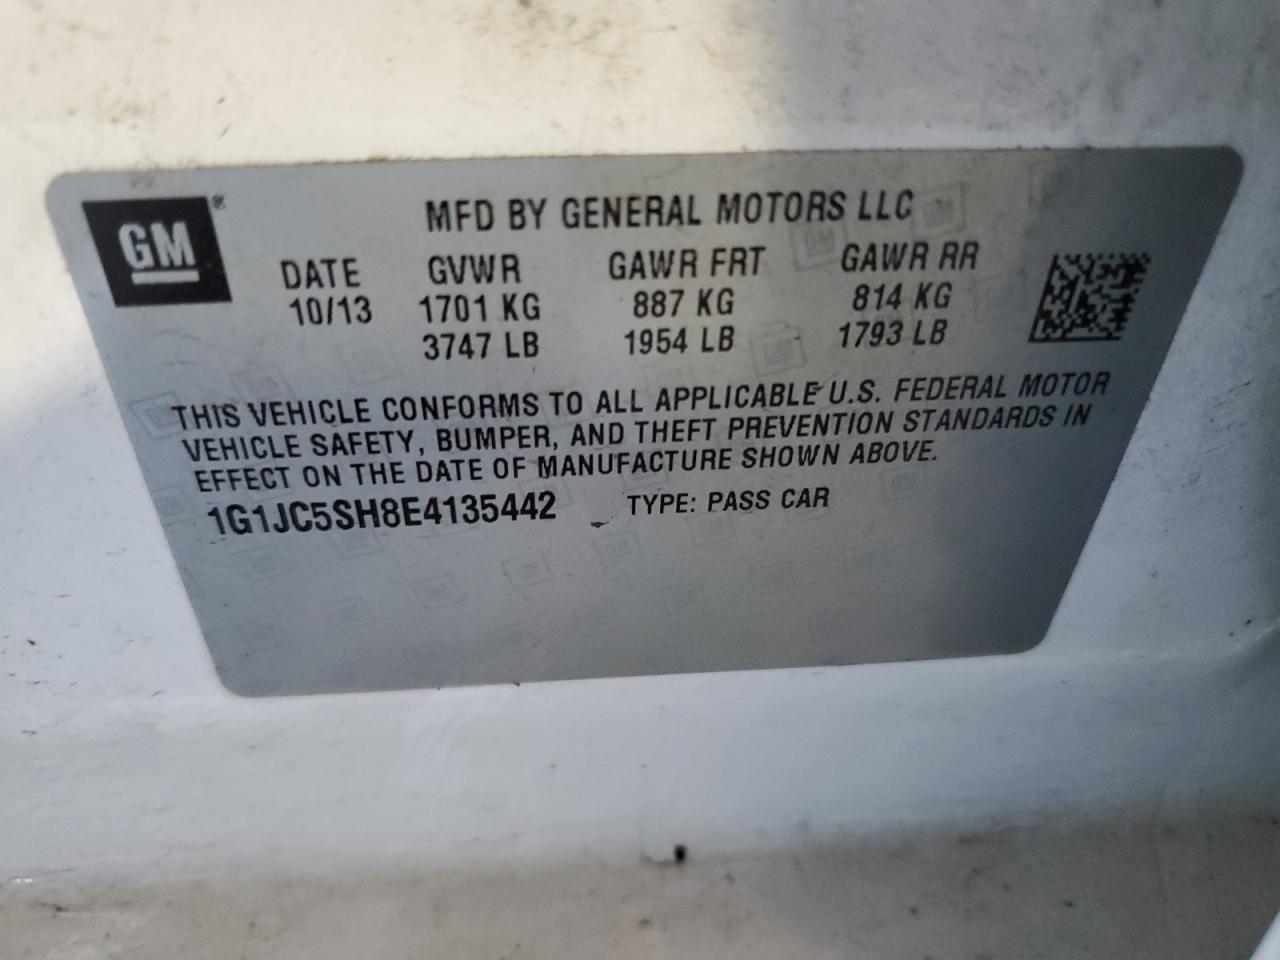 GM®
MFD BY GENERAL MOTORS LLC
DATE GVWR GAWR FRT GAWR RR
10/13 1701 KG 887 KG 814 KG
3747 LB 1954 LB 1793 LB
THIS VEHICLE CONFORMS TO ALL APPLICABLE U.S. FEDERAL MOTOR
VEHICLE SAFETY, BUMPER, AND THEFT PREVENTION STANDARDS IN
EFFECT ON THE DATE OF MANUFACTURE SHOWN ABOVE.
1G1JC5SH8E4135442 TYPE: PASS CAR